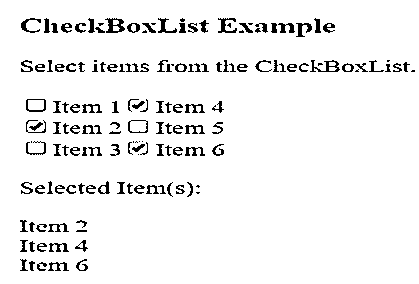 CheckBoxList Example
Select items from the CheckBoxList.
Item 1 Item 4
Item 2 Item 5
Item 3 Item 6
Selected Item(s):
Item 2
Item 4
Item 6